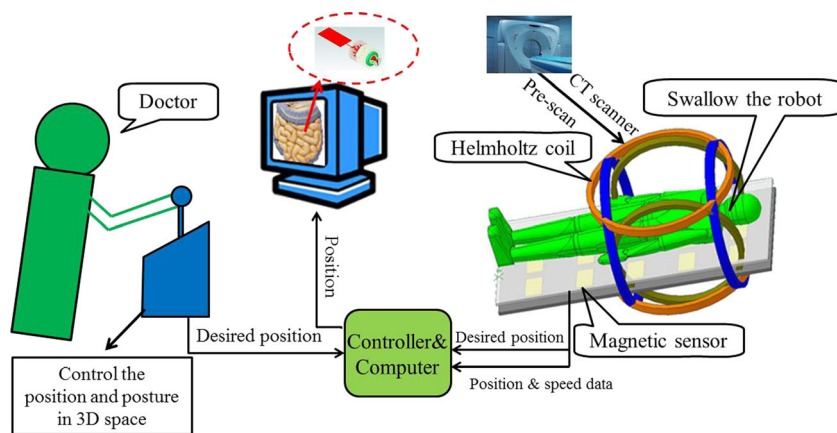 Doctor
CT scanner
Pre-scan
Swallow the robot
Helmholtz coil
Position
Desired position
Controller&
Computer
Desired position
Position & speed data
Magnetic sensor
Control the
position and posture
in 3D space